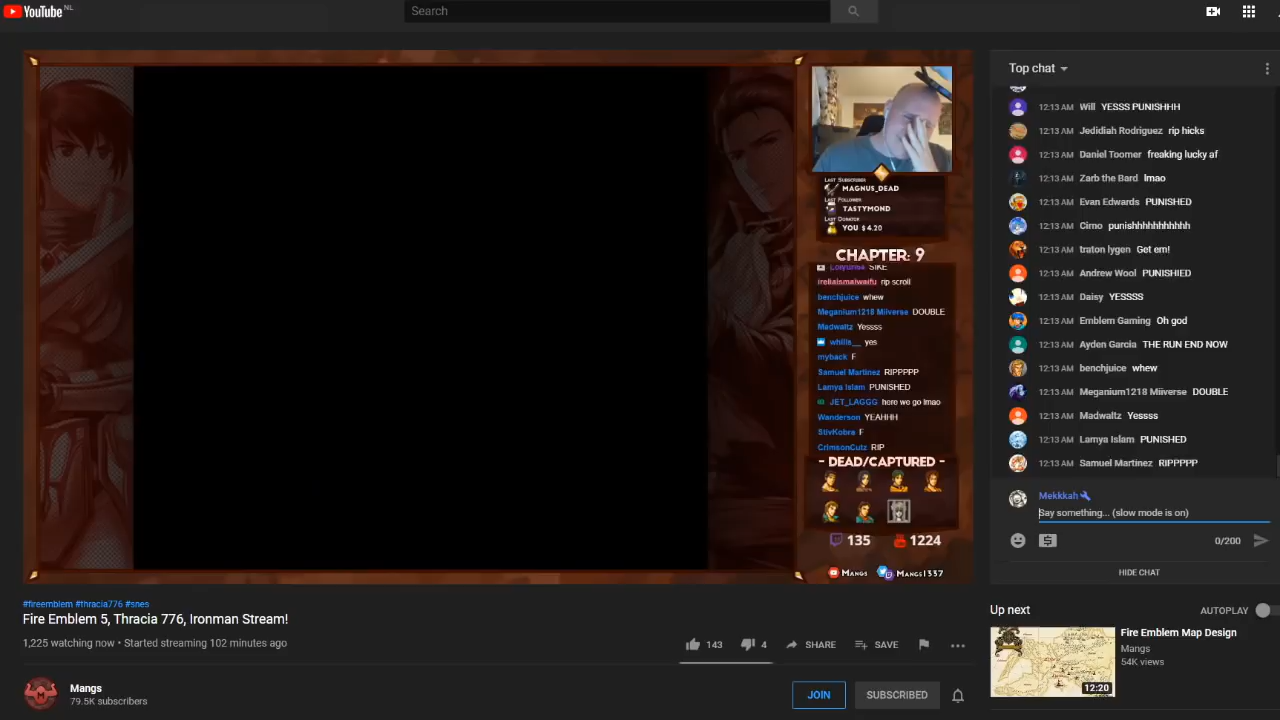 YouTube NL
Search
LAST SUBSCRIBER
MAGNUS_DEAD
LAST FOLLOWER
TASTYMOND
LAST DONATOR
YOU $4.20
CHAPTER: 9
SIKE
irelialsmaiwaifu rip scroll
benchjuice whew
Meganium1218 Miiverse DOUBLE
Madwaltz Yessss
whills__ yes
myback F
Samuel Martinez RIPPPPP
Lamya Islam PUNISHED
JET_LAGGG here we go lmao
Wanderson YEAHHH
StivKobra F
CrimsonCutz RIP
- DEAD/CAPTURED -
135 1224
Mangs Mangs1337
Top chat
12:13 AM Will YESSS PUNISHHH
12:13 AM Jedidiah Rodriguez rip hicks
12:13 AM Daniel Toomer freaking lucky af
12:13 AM Zarb the Bard lmao
12:13 AM Evan Edwards PUNISHED
12:13 AM Cimo punishhhhhhhhhhh
12:13 AM traton lygen Get em!
12:13 AM Andrew Wool PUNISHIED
12:13 AM Daisy YESSSS
12:13 AM Emblem Gaming Oh god
12:13 AM Ayden Garcia THE RUN END NOW
12:13 AM benchjuice whew
12:13 AM Meganium1218 Miiverse DOUBLE
12:13 AM Madwaltz Yessss
12:13 AM Lamya Islam PUNISHED
12:13 AM Samuel Martinez RIPPPPP
Mekkkah
Say something... (slow mode is on)
0/200
HIDE CHAT
#fireemblem #thracia776 #snes
Fire Emblem 5, Thracia 776, Ironman Stream!
1,225 watching now • Started streaming 102 minutes ago
143 4 SHARE SAVE
Mangs
79.5K subscribers
JOIN SUBSCRIBED
Up next AUTOPLAY
Fire Emblem Map Design
Mangs
54K views
12:20